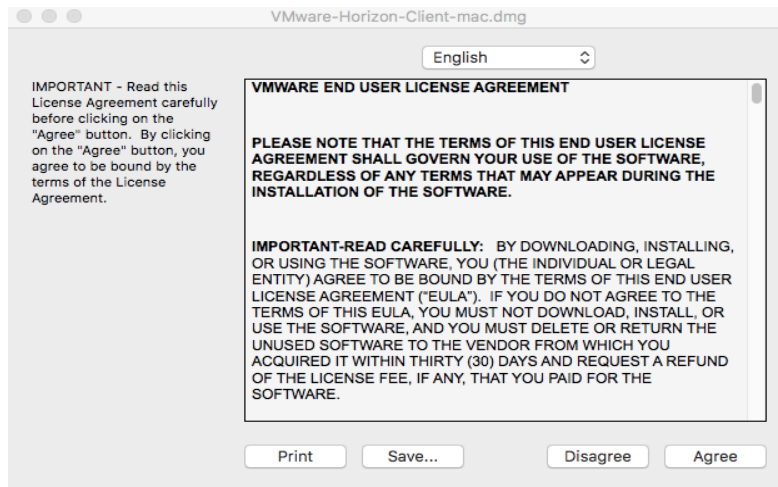 VMware-Horizon-Client-mac.dmg
English
IMPORTANT - Read this
License Agreement carefully
before clicking on the
"Agree" button.  By clicking
on the "Agree" button, you
agree to be bound by the
terms of the License
Agreement.
VMWARE END USER LICENSE AGREEMENT
PLEASE NOTE THAT THE TERMS OF THIS END USER LICENSE
AGREEMENT SHALL GOVERN YOUR USE OF THE SOFTWARE,
REGARDLESS OF ANY TERMS THAT MAY APPEAR DURING THE
INSTALLATION OF THE SOFTWARE.
IMPORTANT-READ CAREFULLY:   BY DOWNLOADING, INSTALLING,
OR USING THE SOFTWARE, YOU (THE INDIVIDUAL OR LEGAL
ENTITY) AGREE TO BE BOUND BY THE TERMS OF THIS END USER
LICENSE AGREEMENT ("EULA").  IF YOU DO NOT AGREE TO THE
TERMS OF THIS EULA, YOU MUST NOT DOWNLOAD, INSTALL, OR
USE THE SOFTWARE, AND YOU MUST DELETE OR RETURN THE
UNUSED SOFTWARE TO THE VENDOR FROM WHICH YOU
ACQUIRED IT WITHIN THIRTY (30) DAYS AND REQUEST A REFUND
OF THE LICENSE FEE, IF ANY, THAT YOU PAID FOR THE
SOFTWARE.
Print Save... Disagree Agree